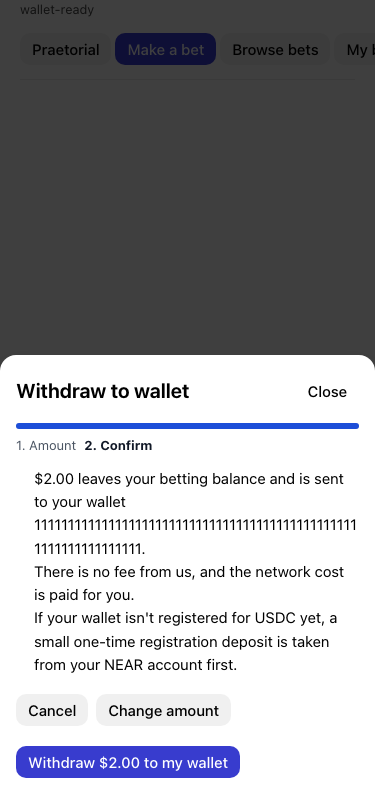 wallet-ready
Praetorial Make a bet Browse bets My b
Withdraw to wallet Close
1. Amount 2. Confirm
$2.00 leaves your betting balance and is sent
to your wallet
111111111111111111111111111111111111111111111111
1111111111111111.
There is no fee from us, and the network cost
is paid for you.
If your wallet isn't registered for USDC yet, a
small one-time registration deposit is taken
from your NEAR account first.
Cancel Change amount
Withdraw $2.00 to my wallet